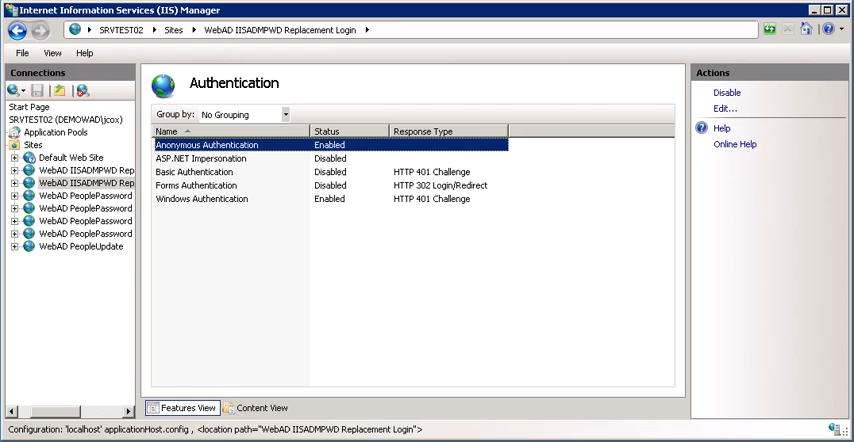 Internet Information Services (IIS) Manager
SRVTEST02 Sites WebAD IISADMPWD Replacement Login
File View Help
Connections
Start Page
SRVTEST02 (DEMOWAD\jcox)
Application Pools
Sites
Default Web Site
WebAD IISADMPWD Rep
WebAD IISADMPWD Rep
WebAD PeoplePassword
WebAD PeoplePassword
WebAD PeoplePassword
WebAD PeoplePassword
WebAD PeopleUpdate
Authentication
Group by: No Grouping
Name Status Response Type
Anonymous Authentication Enabled
ASP.NET Impersonation Disabled
Basic Authentication Disabled HTTP 401 Challenge
Forms Authentication Disabled HTTP 302 Login/Redirect
Windows Authentication Enabled HTTP 401 Challenge
Features View Content View
Actions
Disable
Edit...
Help
Online Help
Configuration: 'localhost' applicationHost.config , <location path="WebAD IISADMPWD Replacement Login">